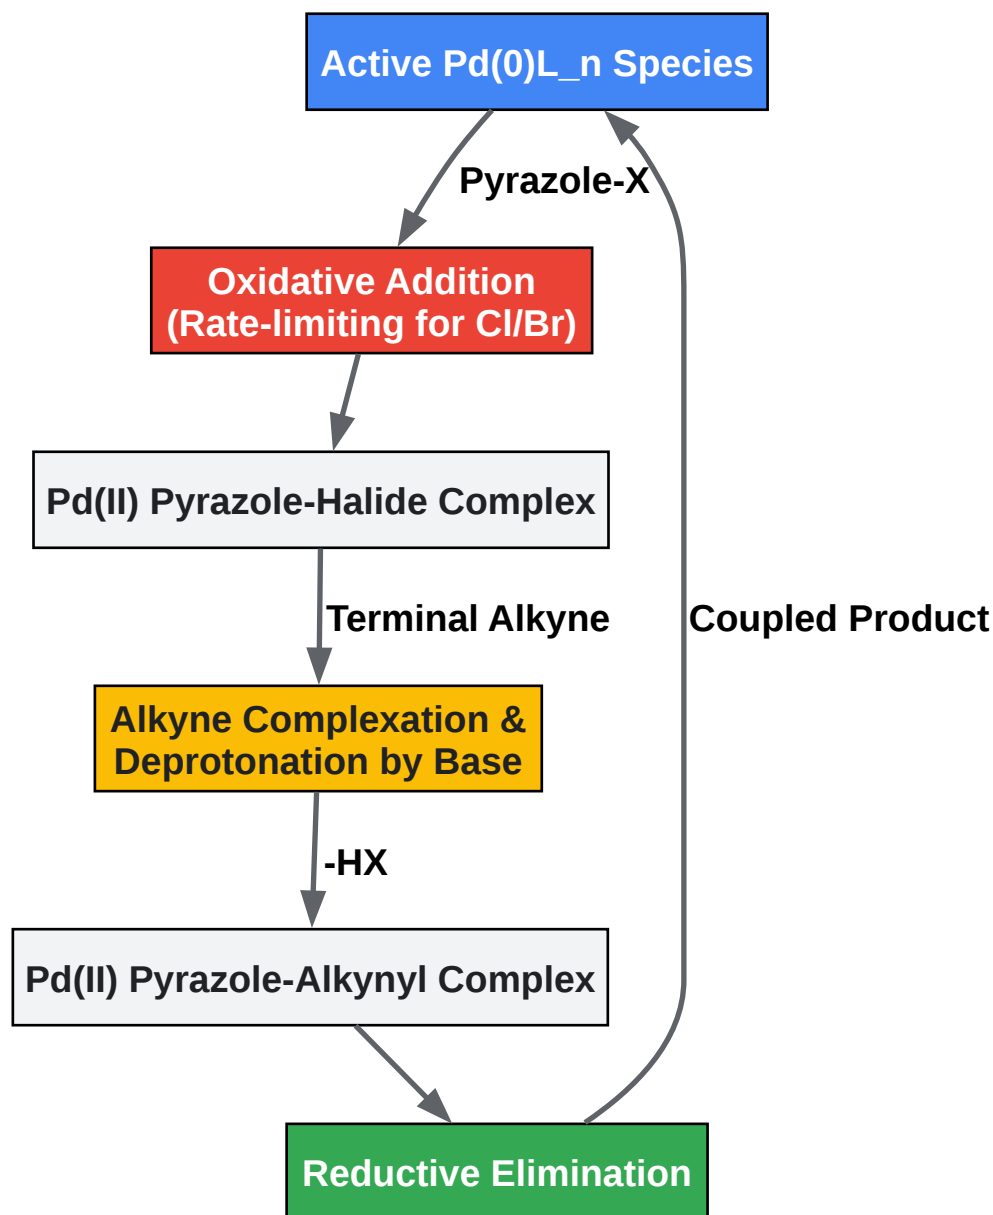 Active Pd(0)L_n Species
Pyrazole-X
Oxidative Addition
(Rate-limiting for Cl/Br)
Pd(II) Pyrazole-Halide Complex
Terminal Alkyne
Coupled Product
Alkyne Complexation &
Deprotonation by Base
-HX
Pd(II) Pyrazole-Alkynyl Complex
Reductive Elimination